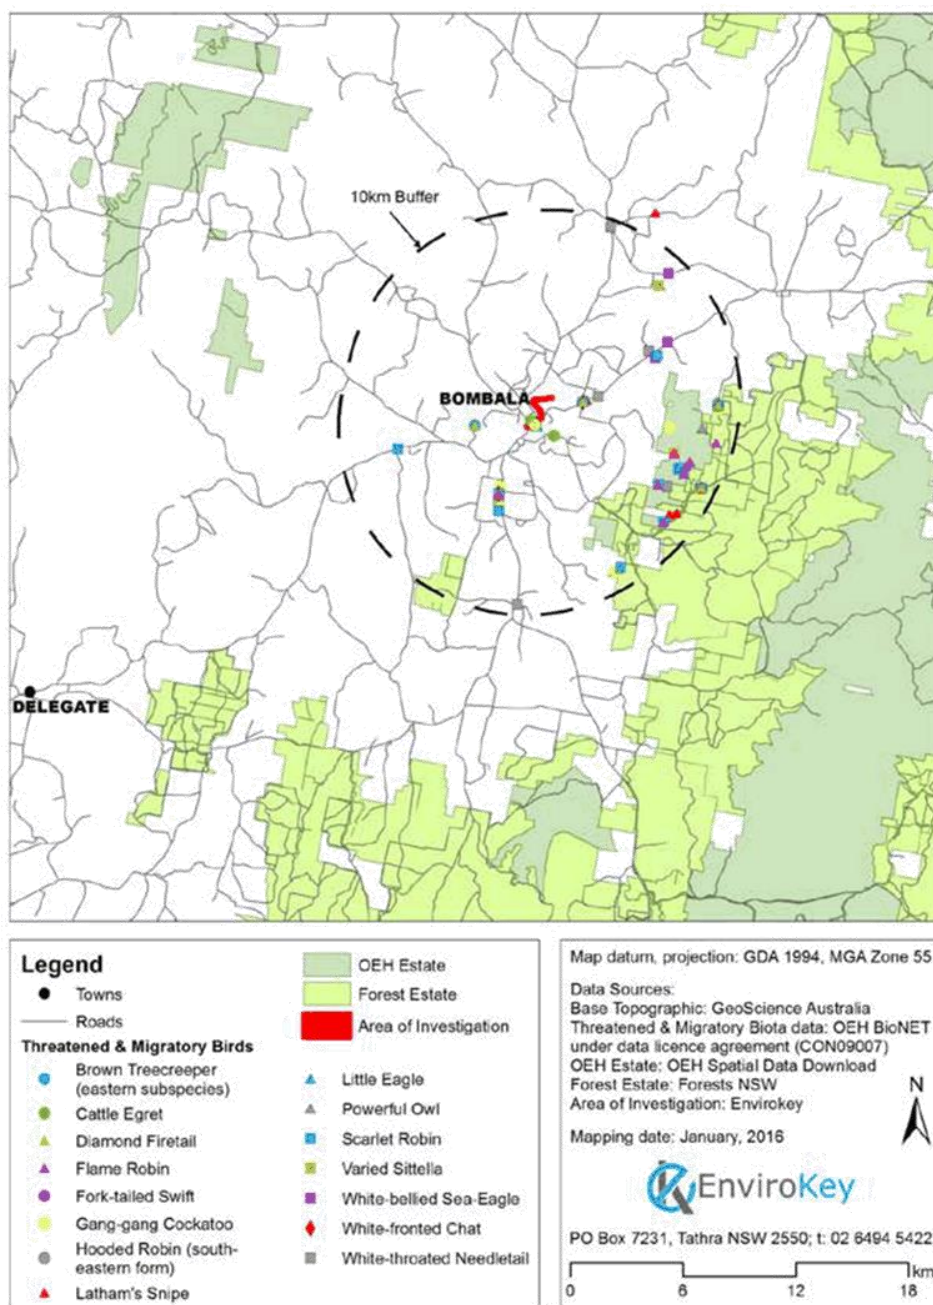 10km Buffer
BOMBALA
DELEGATE
Legend
Towns
Roads
Threatened & Migratory Birds
Brown Treecreeper
(eastern subspecies)
Cattle Egret
Diamond Firetail
Flame Robin
Fork-tailed Swift
Gang-gang Cockatoo
Hooded Robin (south-
eastern form)
Latham's Snipe
OEH Estate
Forest Estate
Area of Investigation
Little Eagle
Powerful Owl
Scarlet Robin
Varied Sittella
White-bellied Sea-Eagle
White-fronted Chat
White-throated Needletail
Map datum, projection: GDA 1994, MGA Zone 55
Data Sources:
Base Topographic: GeoScience Australia
Threatened & Migratory Biota data: OEH BioNET
under data licence agreement (CON09007)
OEH Estate: OEH Spatial Data Download
Forest Estate: Forests NSW
Area of Investigation: Envirokey
Mapping date: January, 2016
N
EnviroKey
PO Box 7231, Tathra NSW 2550; t: 02 6494 5422
km
0 6 12 18